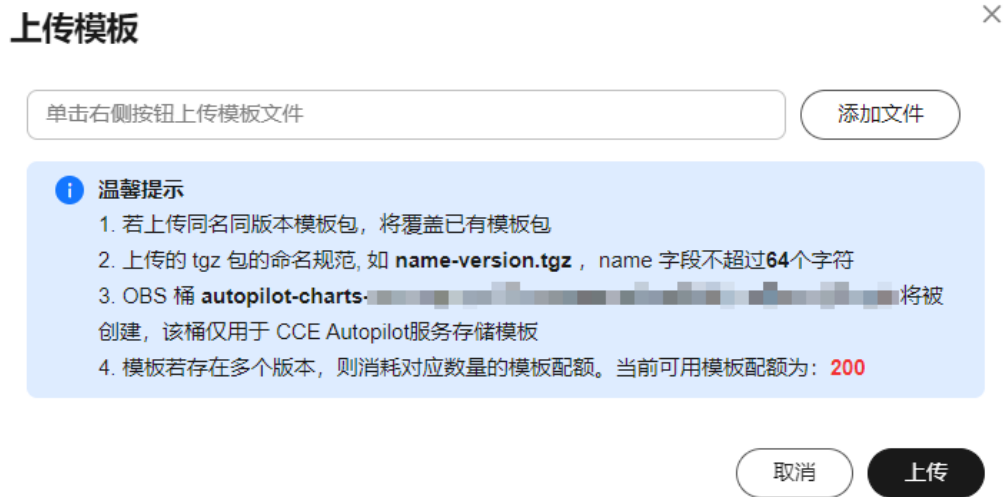 上传模板
单击右侧按钮上传模板文件
添加文件
温馨提示
1. 若上传同名同版本模板包，将覆盖已有模板包
2. 上传的 tgz 包的命名规范, 如 name-version.tgz ，name 字段不超过64个字符
3. OBS 桶 autopilot-charts- 将被
创建，该桶仅用于 CCE Autopilot服务存储模板
4. 模板若存在多个版本，则消耗对应数量的模板配额。当前可用模板配额为：200
取消
上传